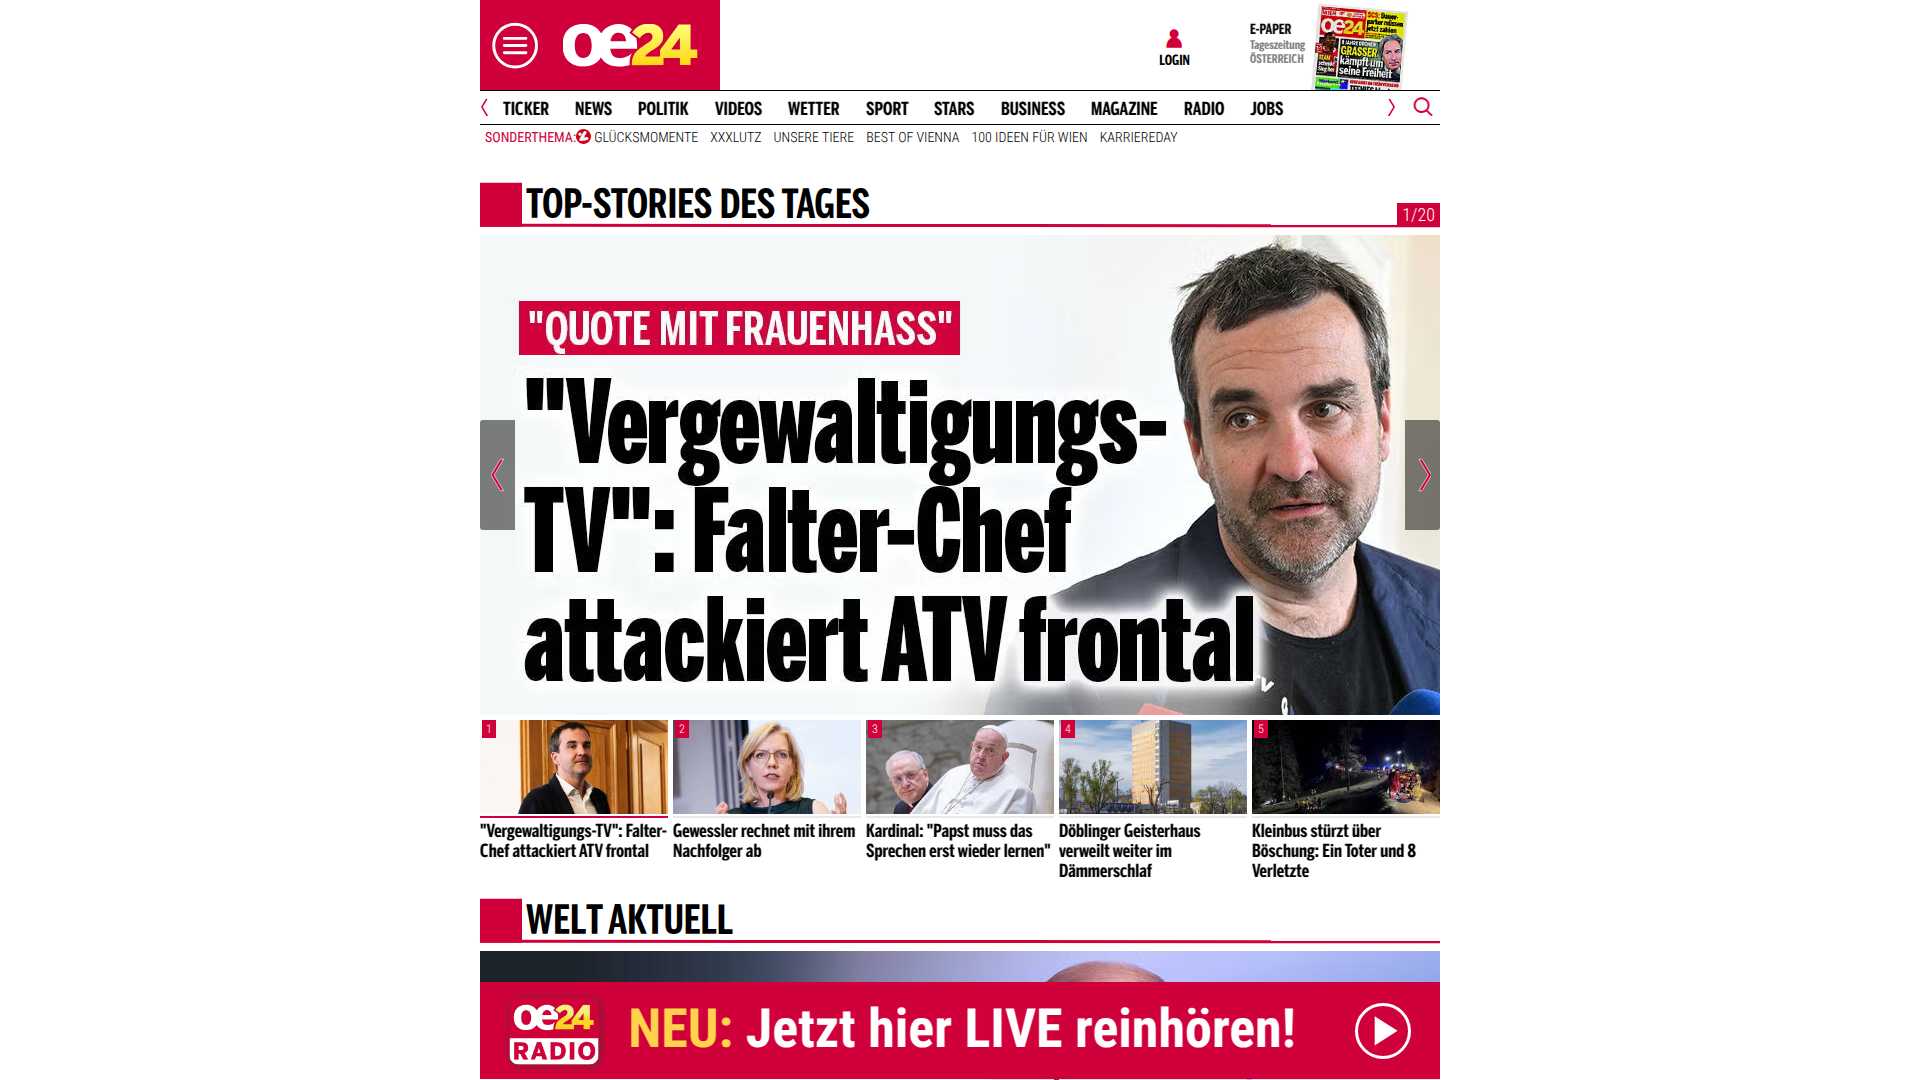 oe24
LOGIN
E-PAPER
Tageszeitung
ÖSTERREICH
oe24
GRASSER
kämpft um
seine Freiheit
TICKER NEWS POLITIK VIDEOS WETTER SPORT STARS BUSINESS MAGAZINE RADIO JOBS
SONDERTHEMA: GLÜCKSMOMENTE XXXLUTZ UNSERE TIERE BEST OF VIENNA 100 IDEEN FÜR WIEN KARRIEREDAY
TOP-STORIES DES TAGES
1/20
"QUOTE MIT FRAUENHASS"
"Vergewaltigungs-
TV": Falter-Chef
attackiert ATV frontal
1
"Vergewaltigungs-TV": Falter-
Chef attackiert ATV frontal
2
Gewessler rechnet mit ihrem
Nachfolger ab
3
Kardinal: "Papst muss das
Sprechen erst wieder lernen"
4
Döblinger Geisterhaus
verweilt weiter im
Dämmerschlaf
5
Kleinbus stürzt über
Böschung: Ein Toter und 8
Verletzte
WELT AKTUELL
oe24
RADIO
NEU: Jetzt hier LIVE reinhören!